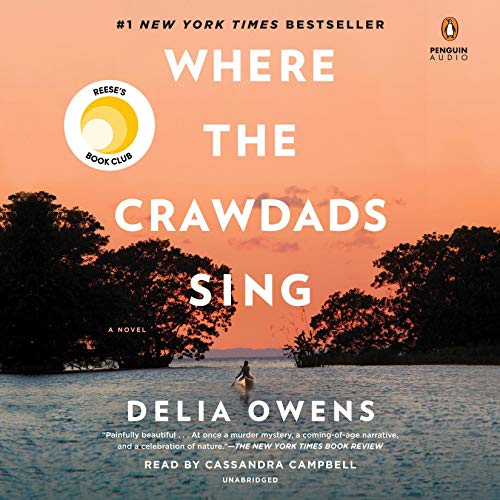 #1 NEW YORK TIMES BESTSELLER
PENGUIN
AUDIO
WHERE
THE
CRAWDADS
SING
REESE'S
BOOK CLUB
A NOVEL
DELIA OWENS
"Painfully beautiful . . . At once a murder mystery, a coming-of-age narrative,
and a celebration of nature."—THE NEW YORK TIMES BOOK REVIEW
READ BY CASSANDRA CAMPBELL
UNABRIDGED